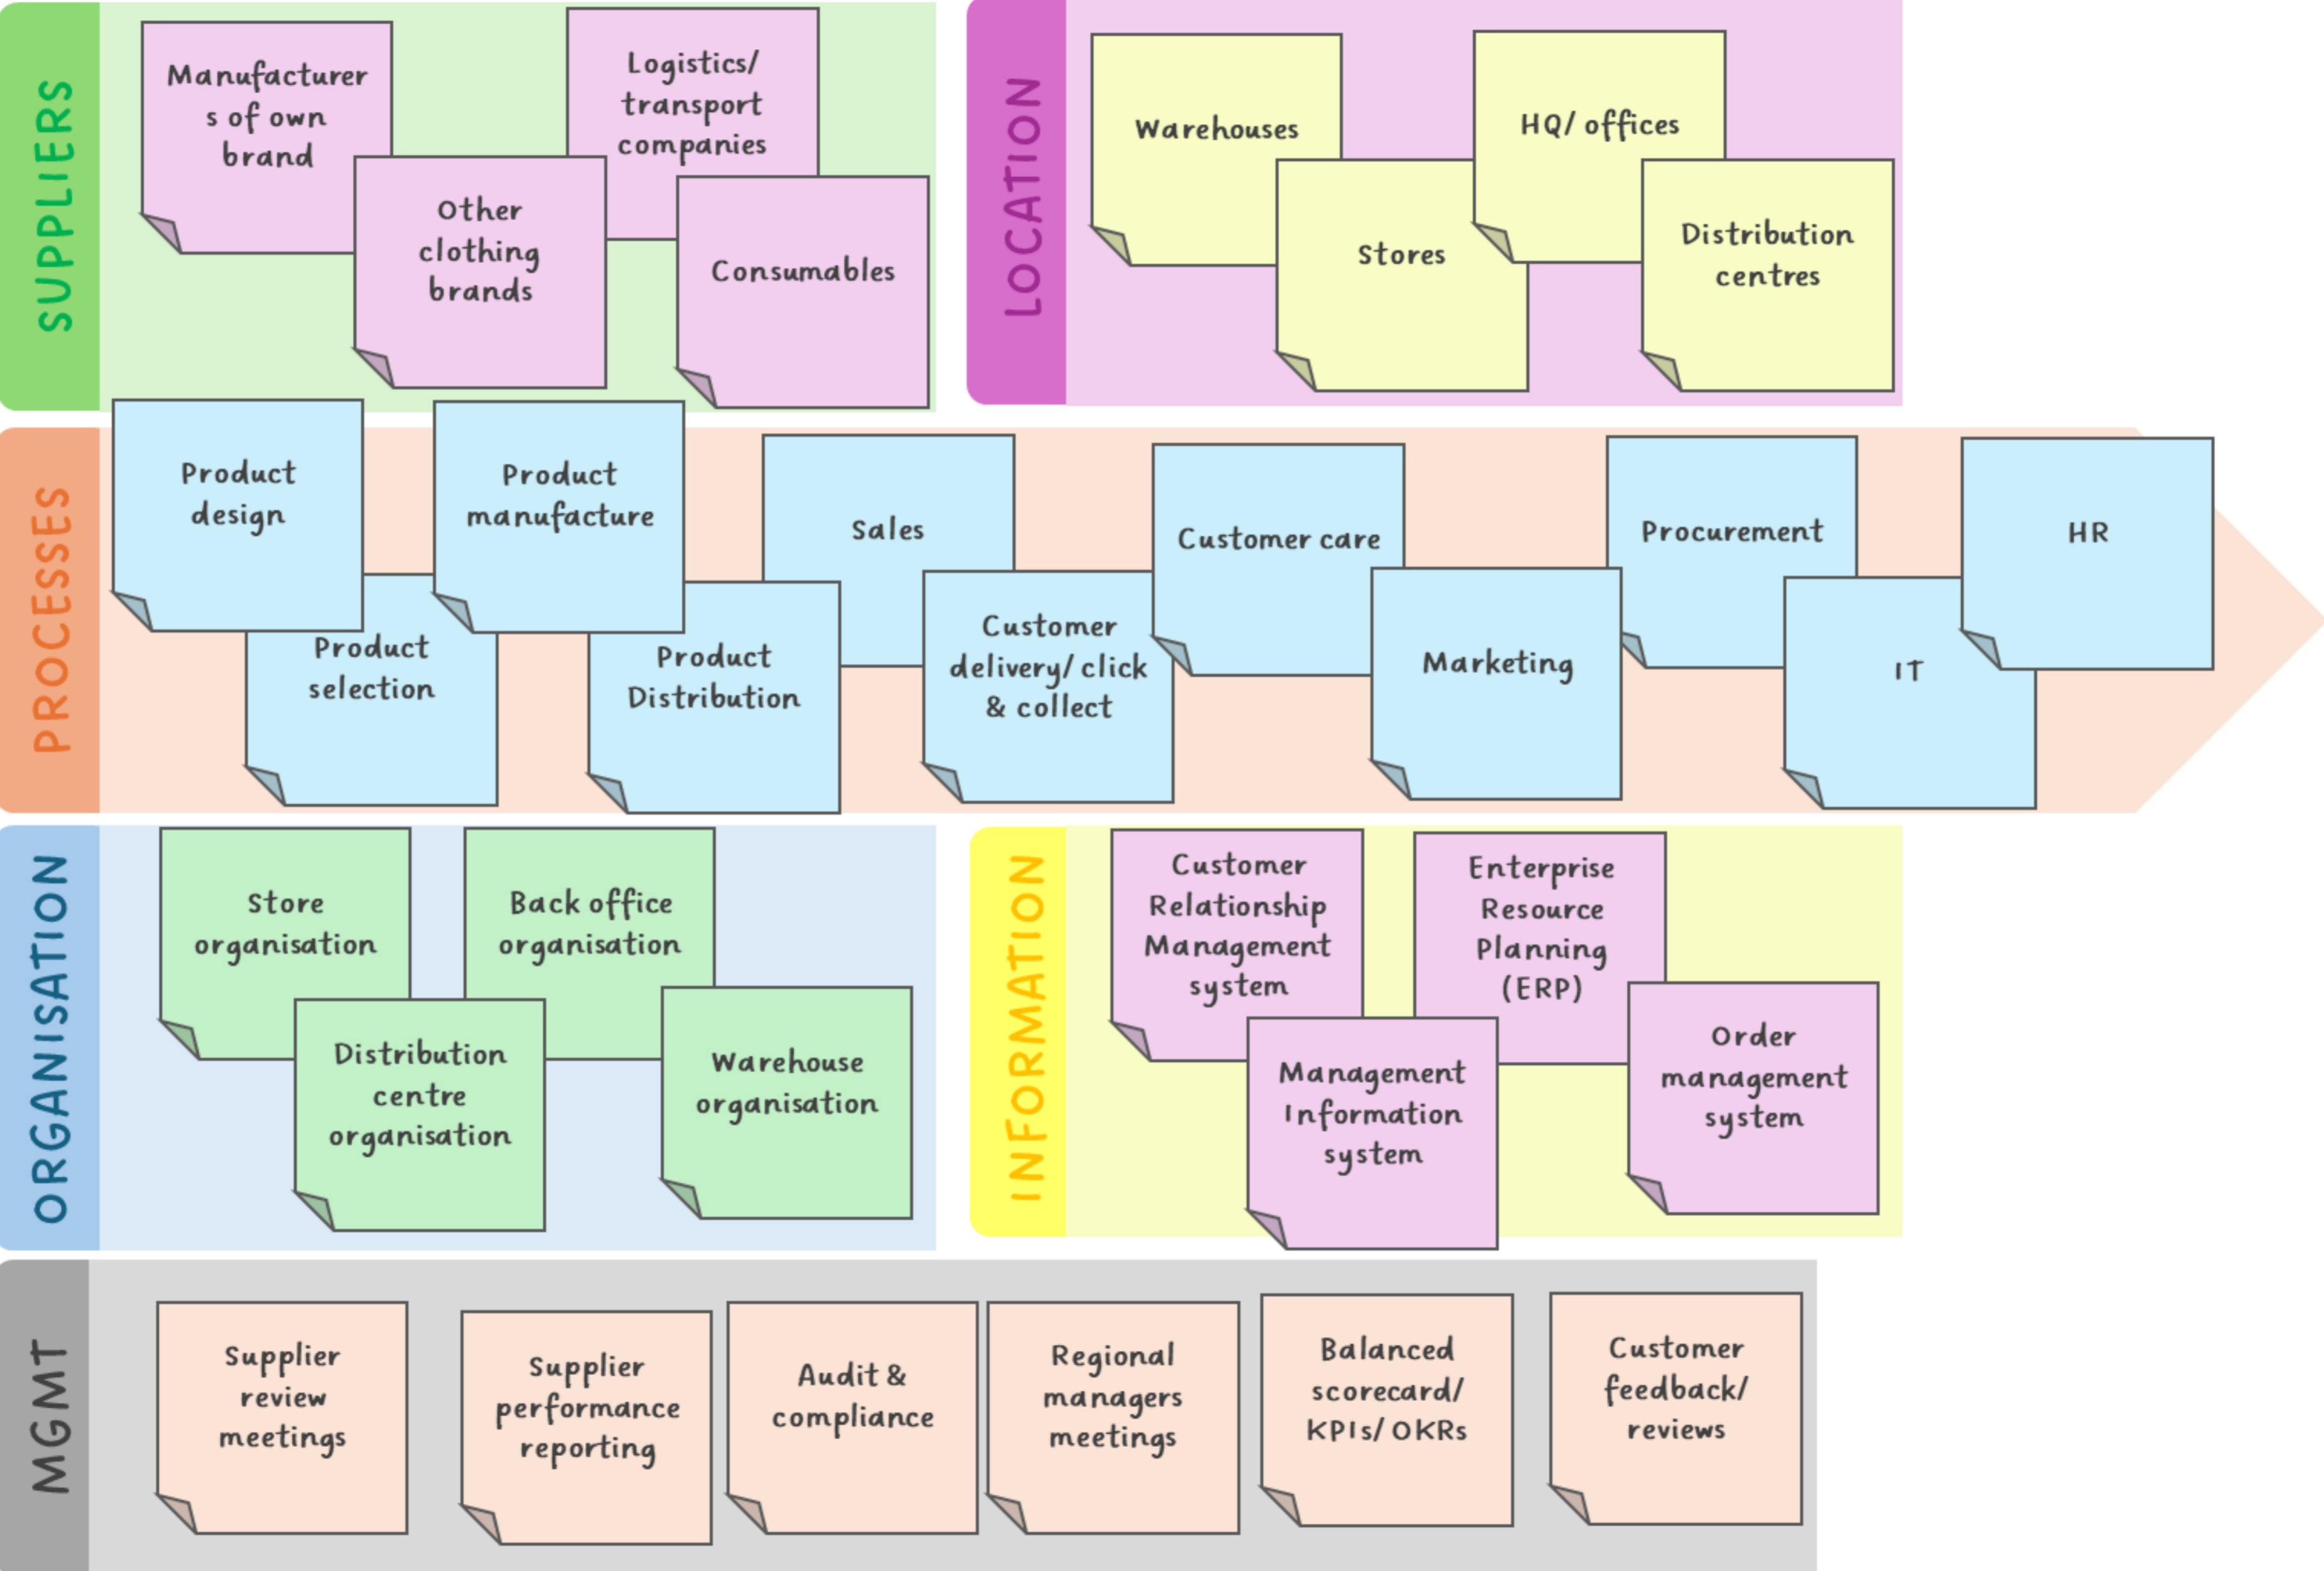 SUPPLIERS
Manufacturer
s of own
brand
Other
clothing
brands
Logistics/
transport
companies
Consumables
LOCATION
Warehouses
Stores
HQ/ offices
Distribution
centres
PROCESSES
Product
design
Product
selection
Product
manufacture
Product
Distribution
Sales
Customer
delivery/ click
& collect
Customer care
Marketing
Procurement
IT
HR
ORGANISATION
Store
organisation
Distribution
centre
organisation
Back office
organisation
Warehouse
organisation
INFORMATION
Customer
Relationship
Management
system
Management
Information
system
Enterprise
Resource
Planning
(ERP)
Order
management
system
MGMT
Supplier
review
meetings
Supplier
performance
reporting
Audit &
compliance
Regional
managers
meetings
Balanced
scorecard/
KPIs/ OKRs
Customer
feedback/
reviews